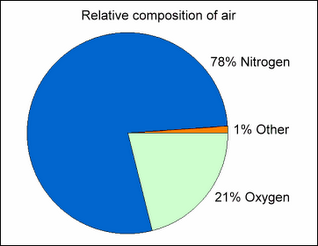 Relative composition of air
78% Nitrogen
1% Other
21% Oxygen